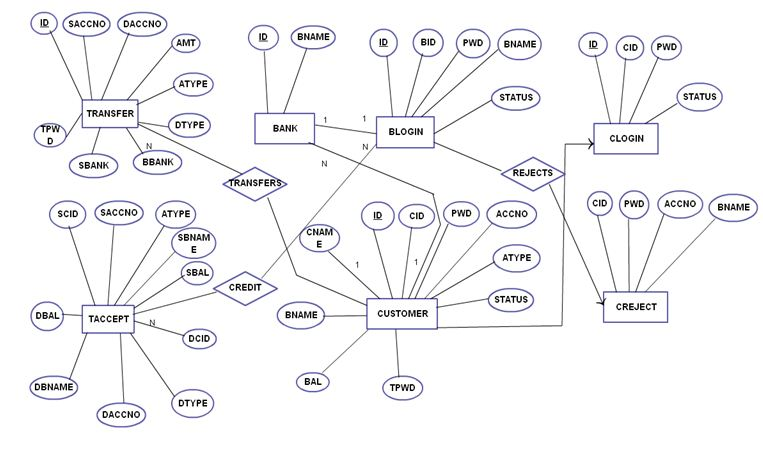 ID
SACCNO
DACCNO
AMT
ATYPE
DTYPE
BBANK
SBANK
TPW
D
TRANSFER
N
ID
BNAME
BANK
1
1
N
N
ID
BID
PWD
BNAME
STATUS
BLOGIN
ID
CID
PWD
STATUS
CLOGIN
TRANSFERS
REJECTS
SCID
SACCNO
ATYPE
SBNAM
E
SBAL
DCID
DTYPE
DACCNO
DBNAME
DBAL
TACCEPT
N
CREDIT
CNAM
E
ID
CID
PWD
ACCNO
ATYPE
STATUS
TPWD
BAL
BNAME
CUSTOMER
1
1
CID
PWD
ACCNO
BNAME
CREJECT